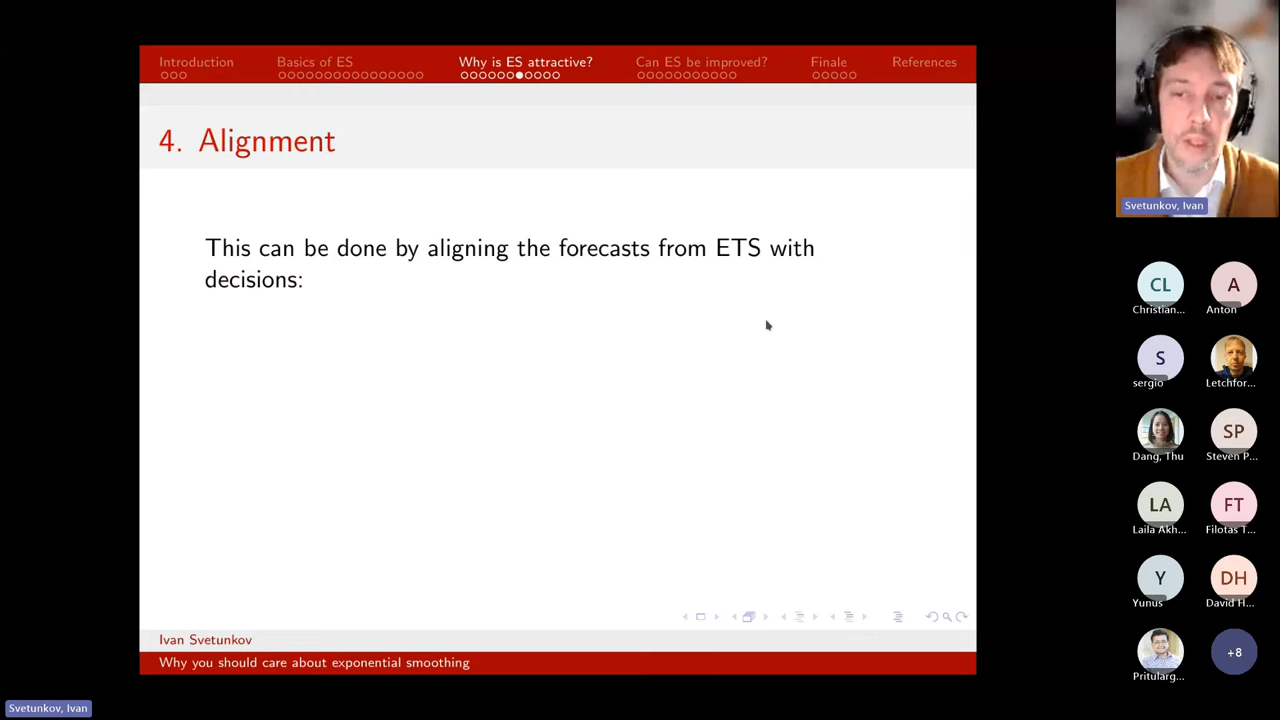 Introduction
Basics of ES
Why is ES attractive?
Can ES be improved?
Finale
References
4. Alignment
This can be done by aligning the forecasts from ETS with
decisions:
Ivan Svetunkov
Why you should care about exponential smoothing
Svetunkov, Ivan
CL
Christian...
A
Anton
S
sergio
Letchfor...
Dang, Thu
SP
Steven P...
LA
Laila Akh...
FT
Filotas T...
Y
Yunus
DH
David H...
Pritularg...
+8
Svetunkov, Ivan